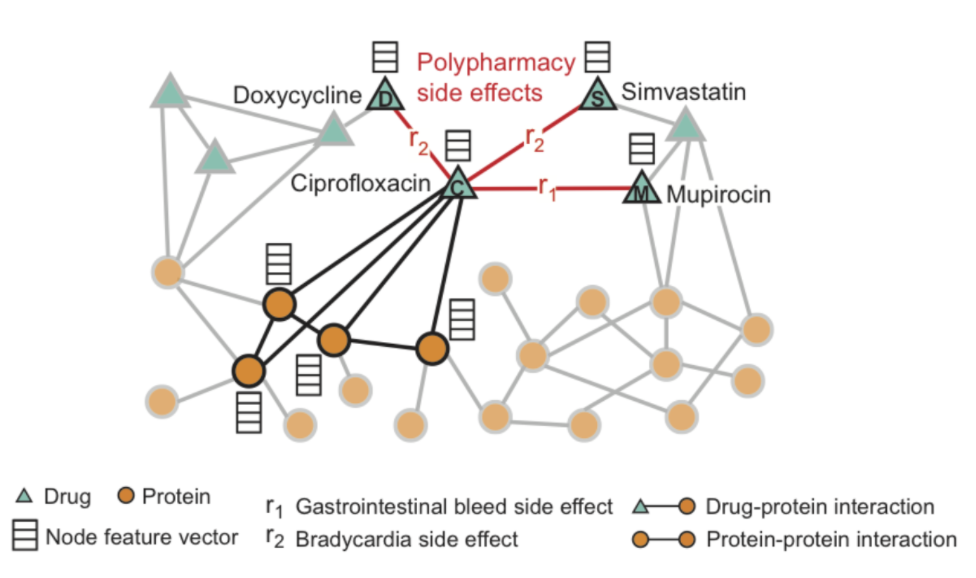 Polypharmacy
side effects
Doxycycline
D
S
Simvastatin
r2
r2
Ciprofloxacin
C
r1
M
Mupirocin
Drug
Protein
r1 Gastrointestinal bleed side effect
Drug-protein interaction
Node feature vector
r2 Bradycardia side effect
Protein-protein interaction